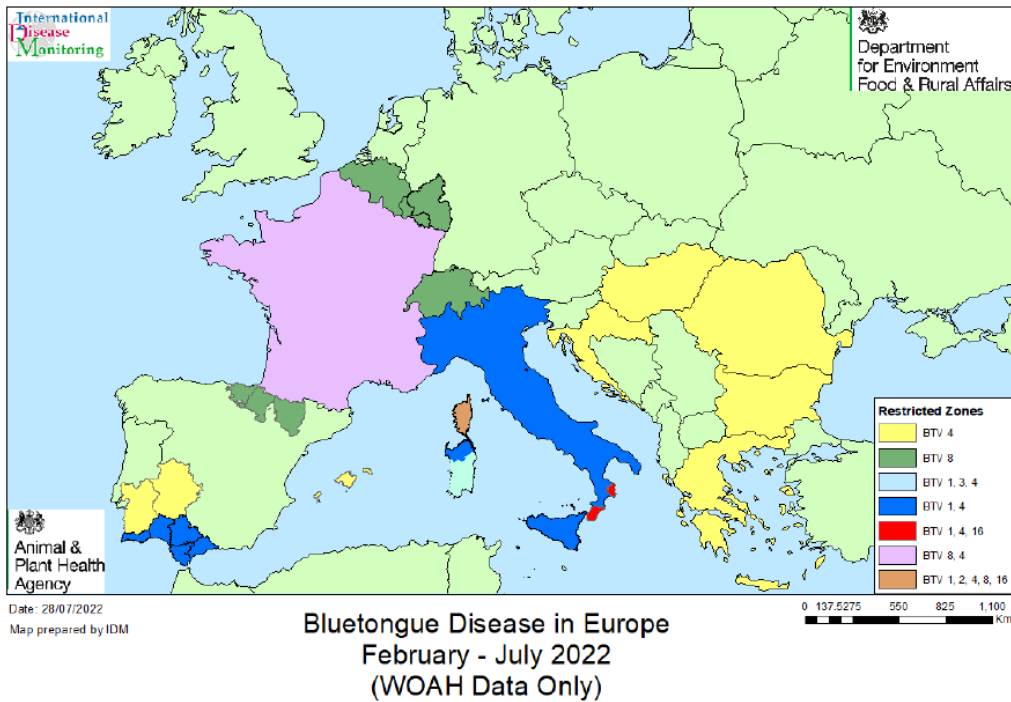 International
Disease
Monitoring
Department
for Environment
Food & Rural Affairs
Restricted Zones
BTV 4
BTV 8
BTV 1, 3, 4
BTV 1, 4
BTV 1, 4, 16
BTV 8, 4
BTV 1, 2, 4, 8, 16
Animal &
Plant Health
Agency
Date: 28/07/2022
Map prepared by IDM
0 137.5275 550 825 1,100
Km
Bluetongue Disease in Europe
February - July 2022
(WOAH Data Only)